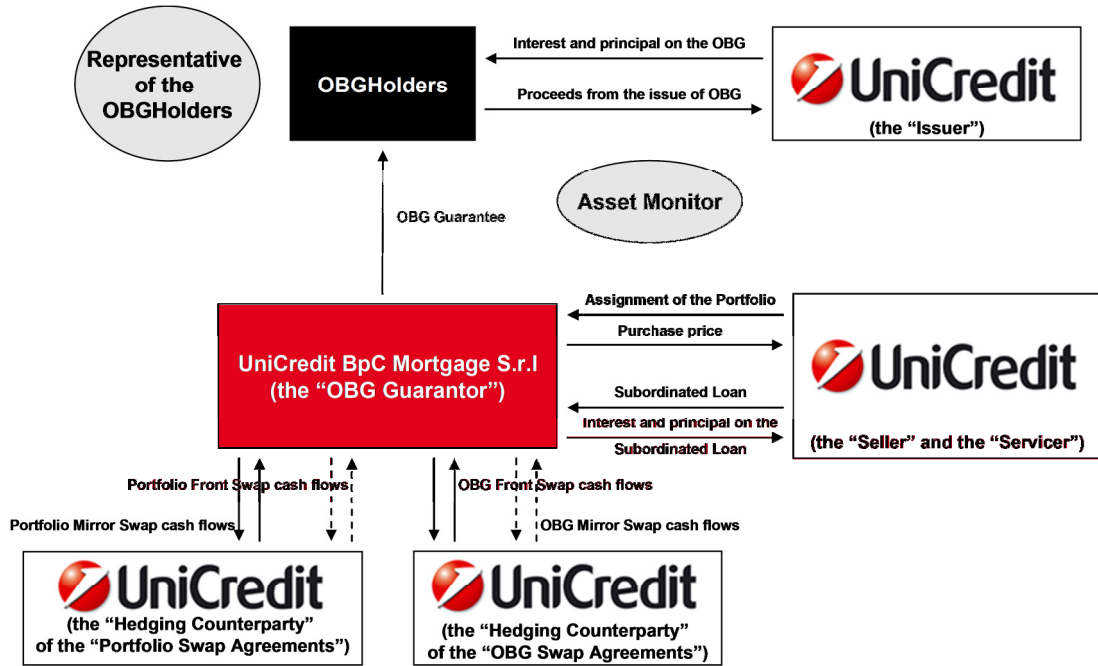 Representative
of the
OBGHolders
OBGHolders
Interest and principal on the OBG
Proceeds from the issue of OBG
UniCredit
(the “Issuer”)
OBG Guarantee
Asset Monitor
UniCredit BpC Mortgage S.r.l
(the “OBG Guarantor”)
Assignment of the Portfolio
Purchase price
Subordinated Loan
Interest and principal on the
Subordinated Loan
UniCredit
(the “Seller” and the “Servicer”)
Portfolio Front Swap cash flows
OBG Front Swap cash flows
Portfolio Mirror Swap cash flows
OBG Mirror Swap cash flows
UniCredit
(the “Hedging Counterparty”
of the “Portfolio Swap Agreements”)
UniCredit
(the “Hedging Counterparty”
of the “OBG Swap Agreements”)